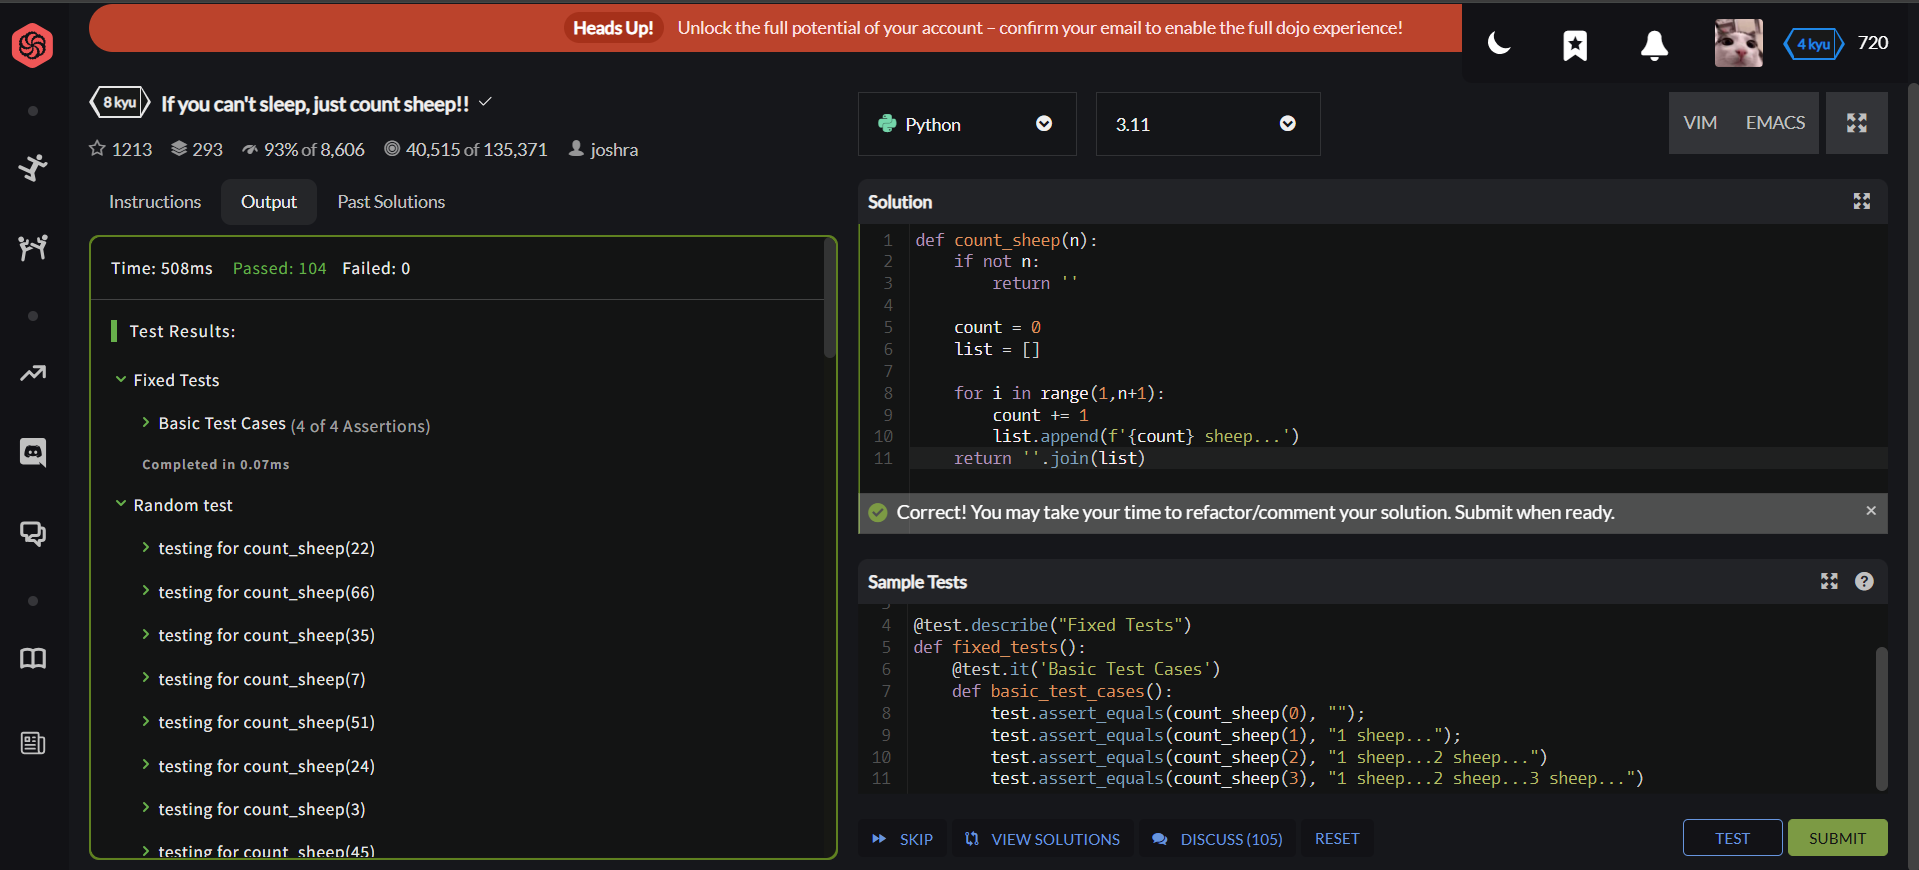 Heads Up! Unlock the full potential of your account – confirm your email to enable the full dojo experience!
4 kyu 720
8 kyu If you can't sleep, just count sheep!!
1213 293 93% of 8,606 40,515 of 135,371 joshra
Python 3.11
VIM EMACS
Instructions Output Past Solutions
Time: 508ms Passed: 104 Failed: 0
Test Results:
Fixed Tests
Basic Test Cases (4 of 4 Assertions)
Completed in 0.07ms
Random test
testing for count_sheep(22)
testing for count_sheep(66)
testing for count_sheep(35)
testing for count_sheep(7)
testing for count_sheep(51)
testing for count_sheep(24)
testing for count_sheep(3)
testing for count_sheep(45)
Solution
1 def count_sheep(n):
2 if not n:
3 return ''
4
5 count = 0
6 list = []
7
8 for i in range(1,n+1):
9 count += 1
10 list.append(f'{count} sheep...')
11 return ''.join(list)
Correct! You may take your time to refactor/comment your solution. Submit when ready.
Sample Tests
3
4 @test.describe("Fixed Tests")
5 def fixed_tests():
6 @test.it('Basic Test Cases')
7 def basic_test_cases():
8 test.assert_equals(count_sheep(0), "");
9 test.assert_equals(count_sheep(1), "1 sheep...");
10 test.assert_equals(count_sheep(2), "1 sheep...2 sheep...")
11 test.assert_equals(count_sheep(3), "1 sheep...2 sheep...3 sheep...")
SKIP VIEW SOLUTIONS DISCUSS (105) RESET TEST SUBMIT